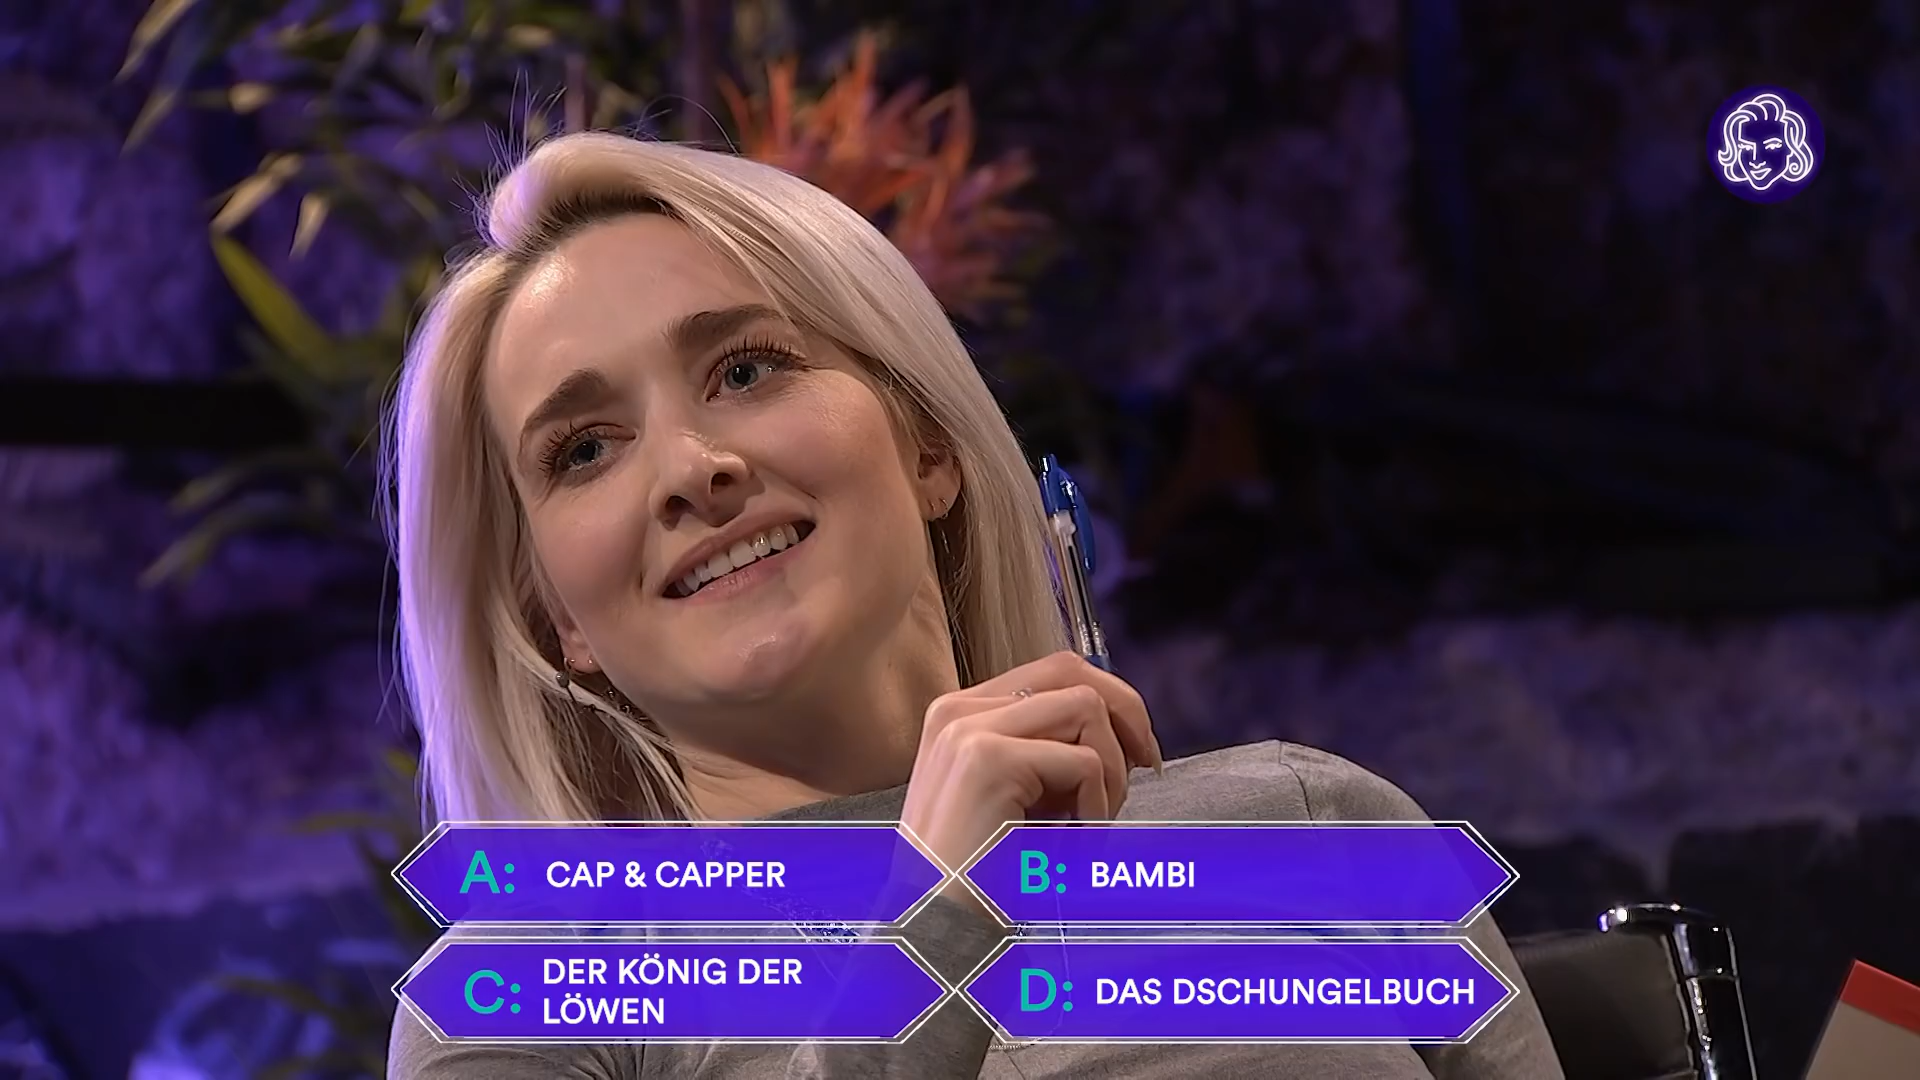 A: CAP & CAPPER
B: BAMBI
C: DER KÖNIG DER
LÖWEN
D: DAS DSCHUNGELBUCH